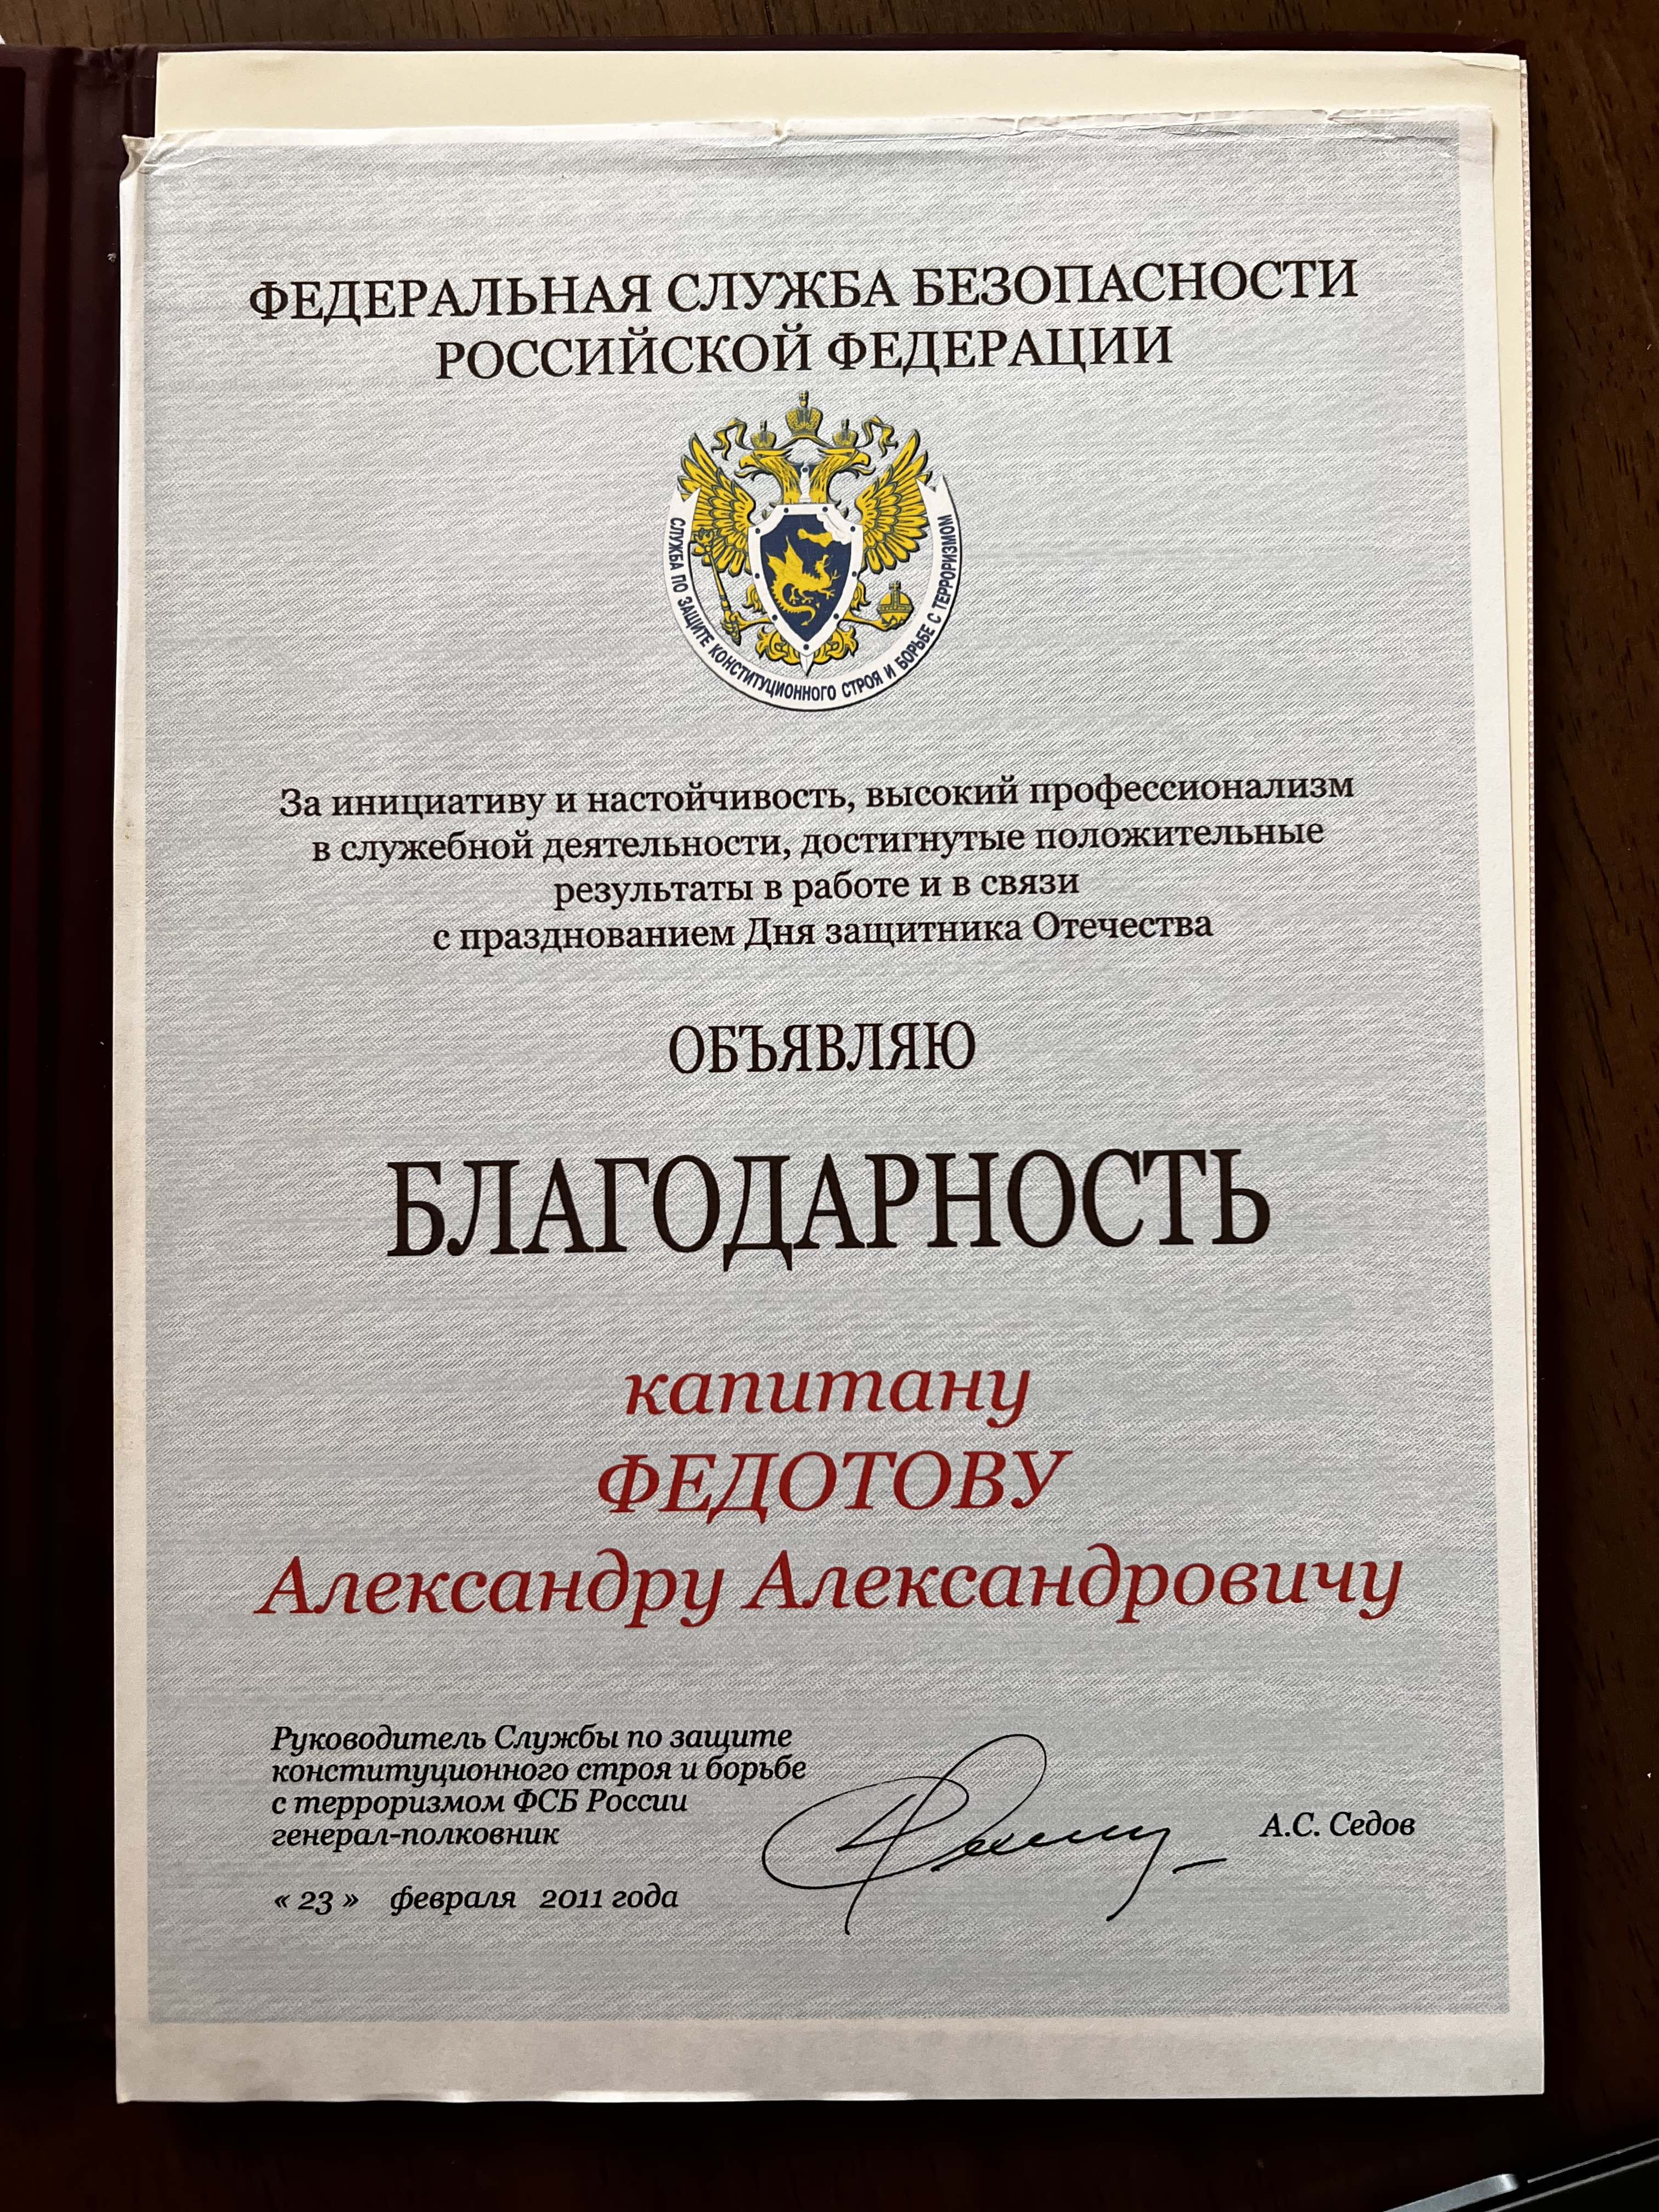 ФЕДЕРАЛЬНАЯ СЛУЖБА БЕЗОПАСНОСТИ
РОССИЙСКОЙ ФЕДЕРАЦИИ
СЛУЖБА ПО ЗАЩИТЕ КОНСТИТУЦИОННОГО СТРОЯ И БОРЬБЕ С ТЕРРОРИЗМОМ
За инициативу и настойчивость, высокий профессионализм
в служебной деятельности, достигнутые положительные
результаты в работе и в связи
с празднованием Дня защитника Отечества
ОБЪЯВЛЯЮ
БЛАГОДАРНОСТЬ
капитану
ФЕДОТОВУ
Александру Александровичу
Руководитель Службы по защите
конституционного строя и борьбе
с терроризмом ФСБ России
генерал-полковник
А.С. Седов
« 23 » февраля 2011 года